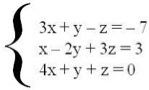 3x + y – z = – 7
x – 2y + 3z = 3
4x + y + z = 0